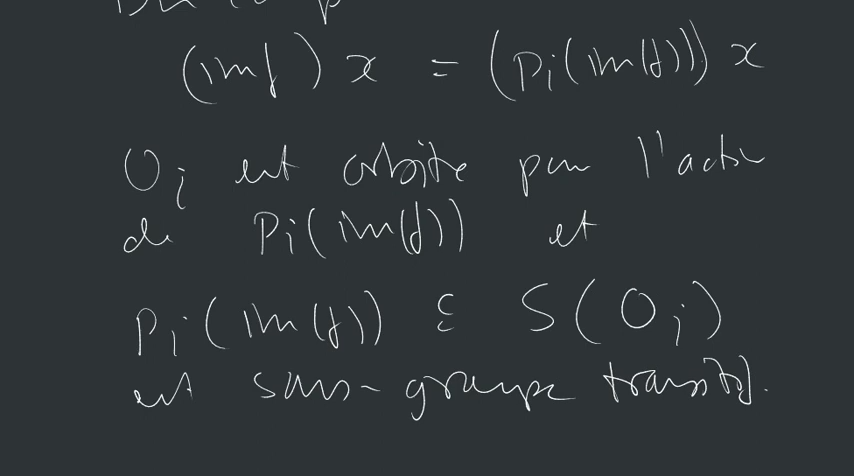 (im f) x = (pi(im(f))) x
Oi est orbite par l'action
de Pi(im(f)) et
Pi(im(f)) ≤ S(Oi)
est sous-groupe transitif.